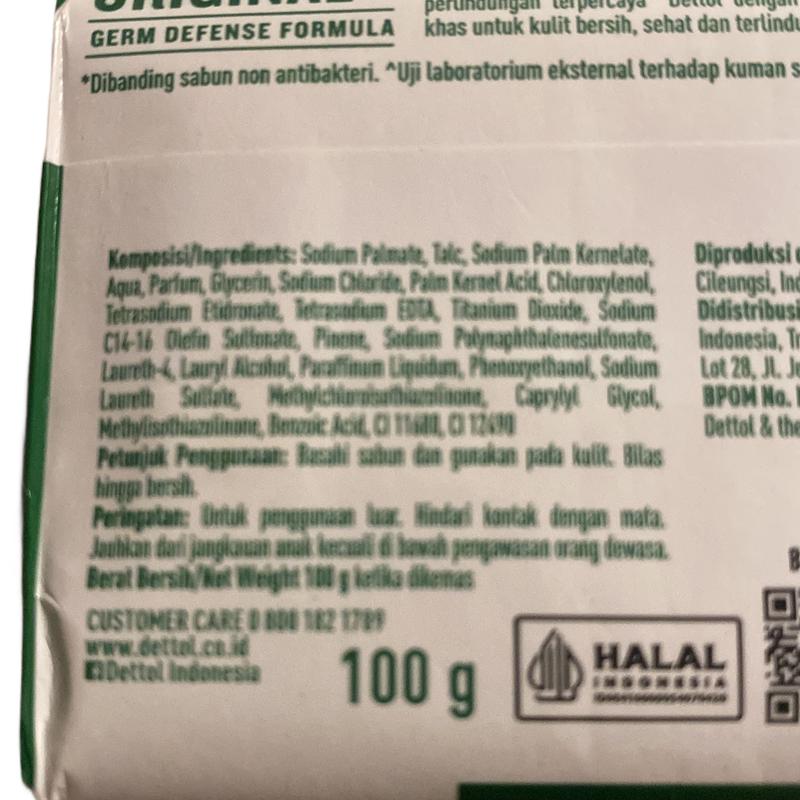 GERM DEFENSE FORMULA
perlindungan terpercaya Dettol dengan
khas untuk kulit bersih, sehat dan terlindu
*Dibanding sabun non antibakteri. ^Uji laboratorium eksternal terhadap kuman s
Komposisi/Ingredients: Sodium Palmate, Talc, Sodium Palm Kernelate,
Aqua, Parfum, Glycerin, Sodium Chloride, Palm Kernel Acid, Chloroxylenol,
Tetrasodium Etidronate, Tetrasodium EDTA, Titanium Dioxide, Sodium
C14-16 Olefin Sulfonate, Pinene, Sodium Polynaphthalenesulfonate,
Laureth-4, Lauryl Alcohol, Paraffinum Liquidum, Phenoxyethanol, Sodium
Laureth Sulfate, Methylchloroisothiazolinone, Caprylyl Glycol,
Methylisothiazolinone, Benzoic Acid, CI 11680, CI 12490
Petunjuk Penggunaan: Basahi sabun dan gunakan pada kulit. Bilas
hingga bersih.
Peringatan: Untuk penggunaan luar. Hindari kontak dengan mata.
Jauhkan dari jangkauan anak kecuali di bawah pengawasan orang dewasa.
Berat Bersih/Net Weight 100 g ketika dikemas
CUSTOMER CARE 0 800 182 1789
www.dettol.co.id
Dettol Indonesia
100 g
HALAL
INDONESIA
Diproduksi
Cileungsi, Ind
Didistribusi
Indonesia, Tr
Lot 28, Jl. Je
BPOM No.
Dettol & the
B